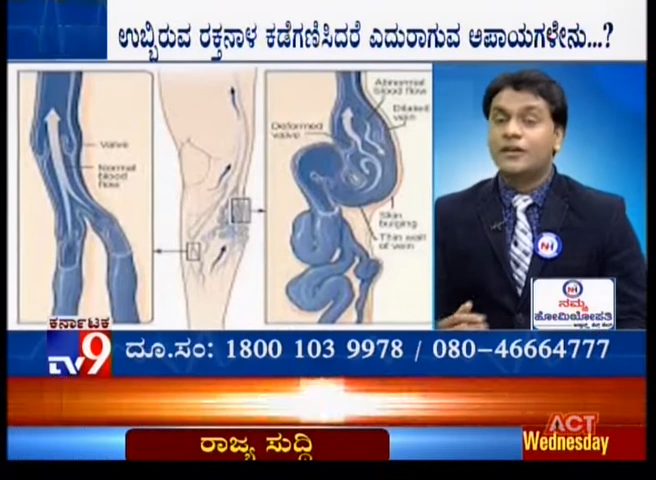 ಉಬ್ಬಿರುವ ರಕ್ತನಾಳ ಕಡೆಗಣಿಸಿದರೆ ಎದುರಾಗುವ ಅಪಾಯಗಳೇನು...?
Valve
Normal
blood
flow
Abnormal
blood flow
Dilated
vein
Deformed
valve
Skin
bulging
Thin wall
of vein
NH
NH
ನಮ್ಮ
ಹೋಮಿಯೋಪತಿ
ಕರ್ನಾಟಕ
TV9
ದೂ.ಸಂ: 1800 103 9978 / 080-46664777
ರಾಜ್ಯ ಸುದ್ದಿ
ACT
Wednesday